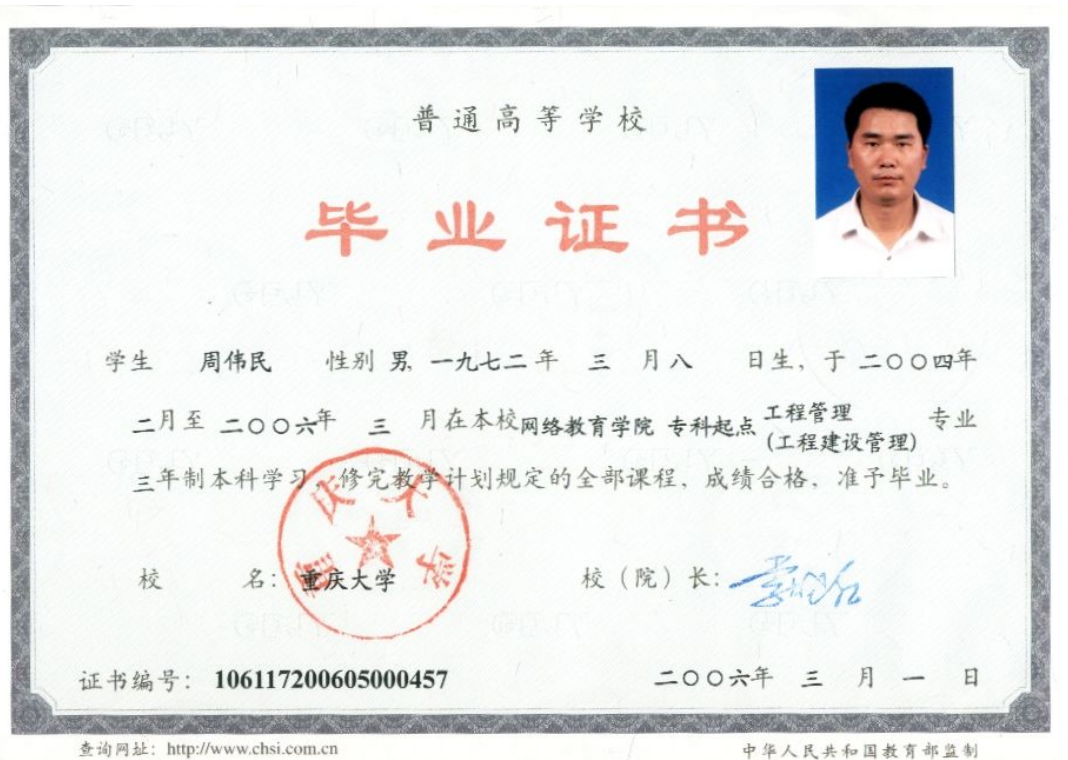 普通高等学校
毕业证书
学生 周伟民 性别 男, 一九七二年 三 月八 日生, 于 二〇〇四年
二月至 二〇〇六年 三 月在本校网络教育学院 专科起点 工程管理 (工程建设管理) 专业
三年制本科学习, 修完教学计划规定的全部课程, 成绩合格, 准予毕业。
重庆大学
校 名: 重庆大学 校(院)长:
证书编号: 106117200605000457 二〇〇六年 三 月 一 日
查询网址: http://www.chsi.com.cn 中华人民共和国教育部监制